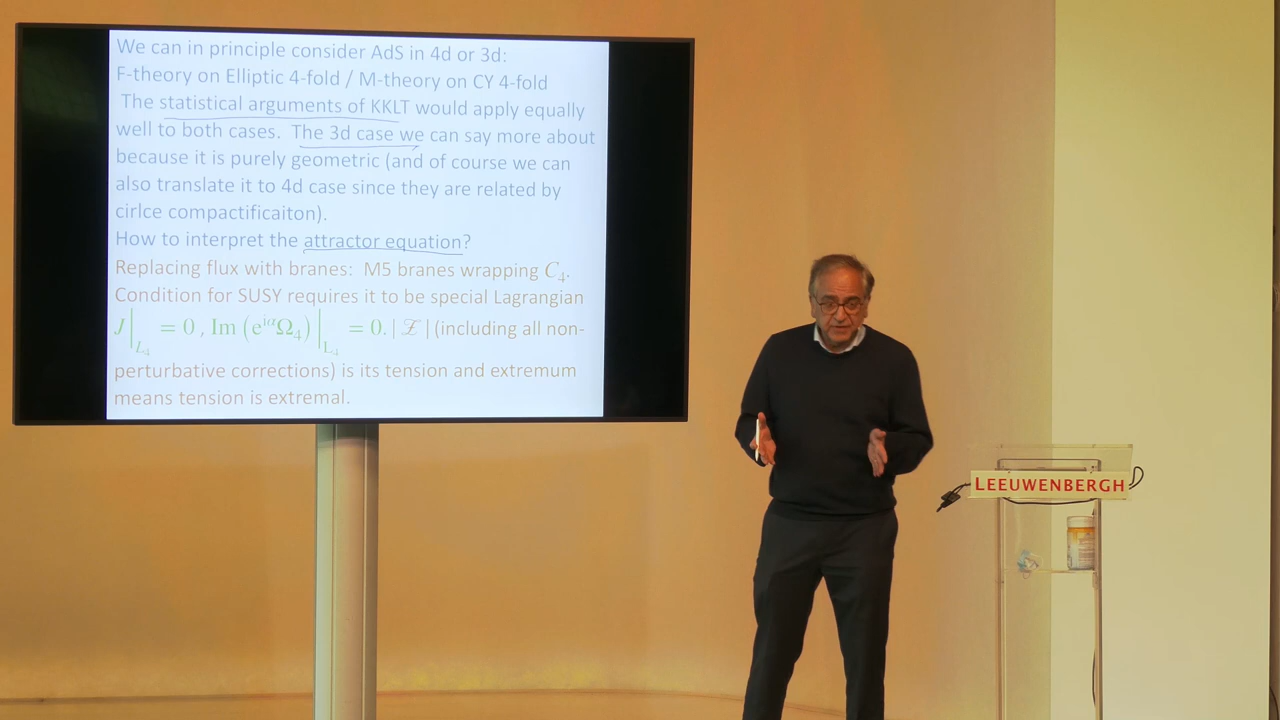 We can in principle consider AdS in 4d or 3d:
F-theory on Elliptic 4-fold / M-theory on CY 4-fold
The statistical arguments of KKLT would apply equally
well to both cases. The 3d case we can say more about
because it is purely geometric (and of course we can
also translate it to 4d case since they are related by
cirlce compactificaiton).
How to interpret the attractor equation?
Replacing flux with branes: M5 branes wrapping C₄.
Condition for SUSY requires it to be special Lagrangian
J|_L₄ = 0 , Im (e^{iα}Ω₄)|_L₄ = 0. | 𝒵 | (including all non-
perturbative corrections) is its tension and extremum
means tension is extremal.
LEEUWENBERGH